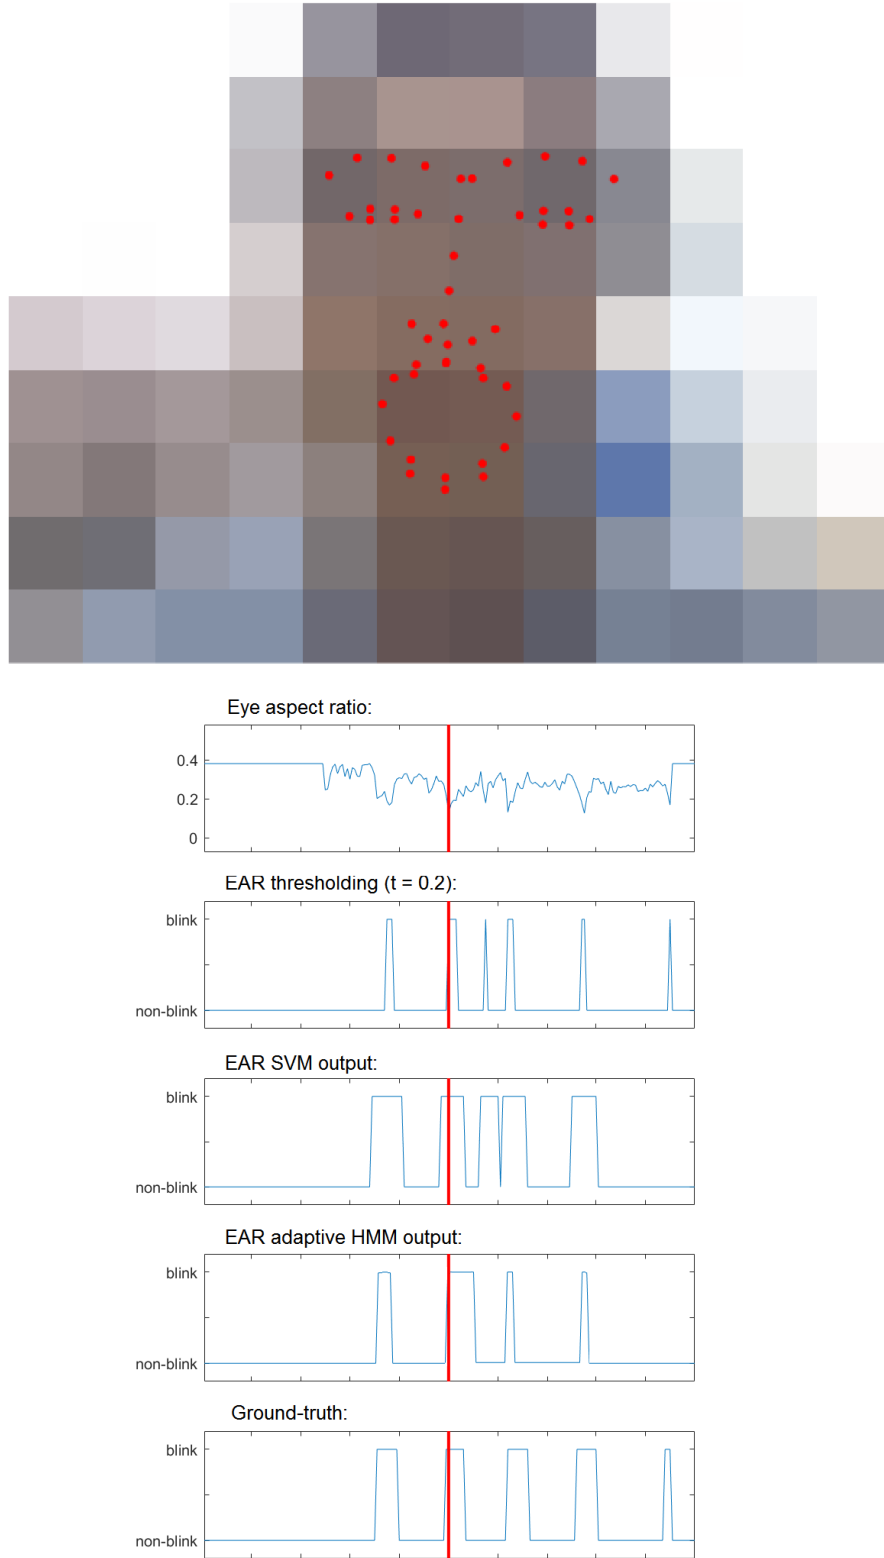 Eye aspect ratio:
0.4
0.2
0
EAR thresholding (t = 0.2):
blink
non-blink
EAR SVM output:
blink
non-blink
EAR adaptive HMM output:
blink
non-blink
Ground-truth:
blink
non-blink